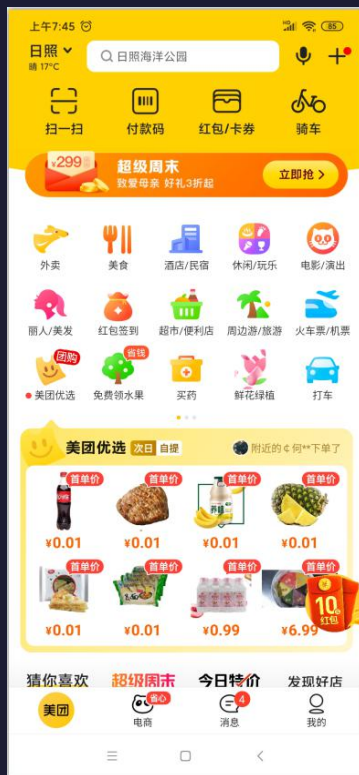 上午7:45
HD 85
日照
晴 17°C
日照海洋公园
扫一扫 付款码 红包/卡券 骑车
¥299
超级周末
致爱母亲 好礼3折起
立即抢
外卖 美食 酒店/民宿 休闲/玩乐 电影/演出
丽人/美发 红包签到 超市/便利店 周边游/旅游 火车票/机票
团购 省钱
美团优选 免费领水果 买药 鲜花绿植 打车
美团优选 次日 自提 附近的¢何**下单了
首单价 首单价 首单价 首单价
¥0.01 ¥0.01 ¥0.01 ¥0.01
首单价 首单价 首单价 首单价
¥0.01 ¥0.01 ¥0.99 ¥6.99
10元
红包
猜你喜欢 超级周末 今日特价 发现好店
美团
省心
电商
4
消息
我的